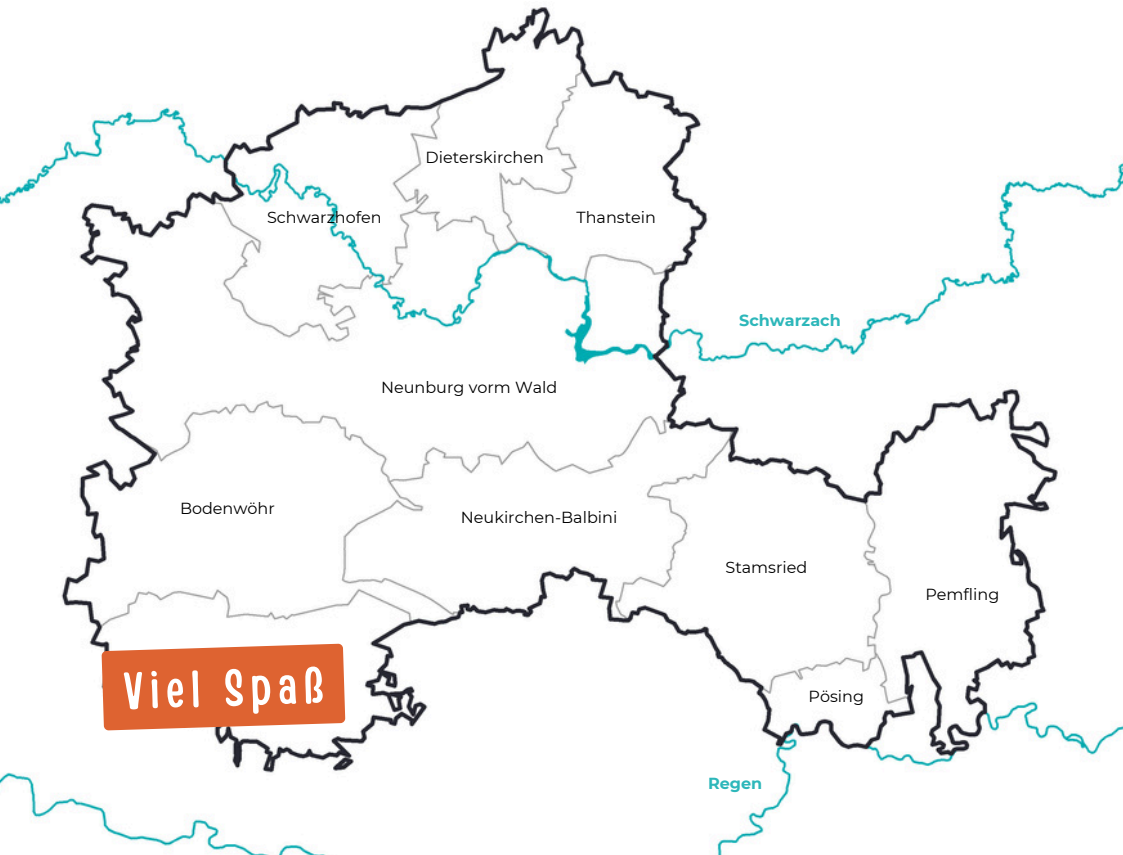 Dieterskirchen
Schwarzhofen
Thanstein
Schwarzach
Neunburg vorm Wald
Bodenwöhr
Neukirchen-Balbini
Stamsried
Pemfling
Viel Spaß
Pösing
Regen